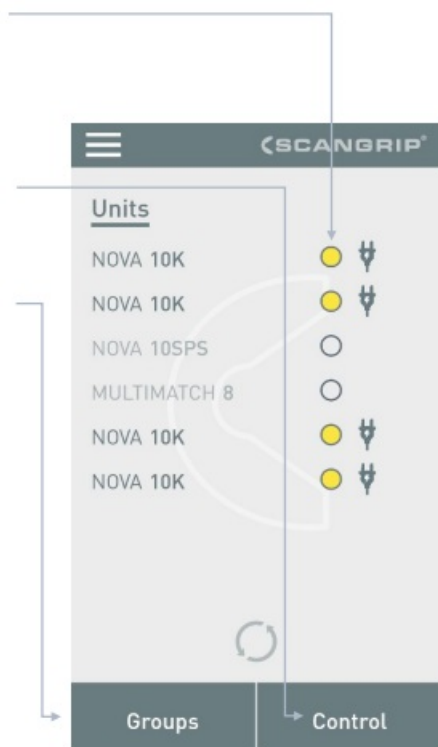 SCANGRIP®
Units
NOVA 10K
NOVA 10K
NOVA 10SPS
MULTIMATCH 8
NOVA 10K
NOVA 10K
Groups
Control